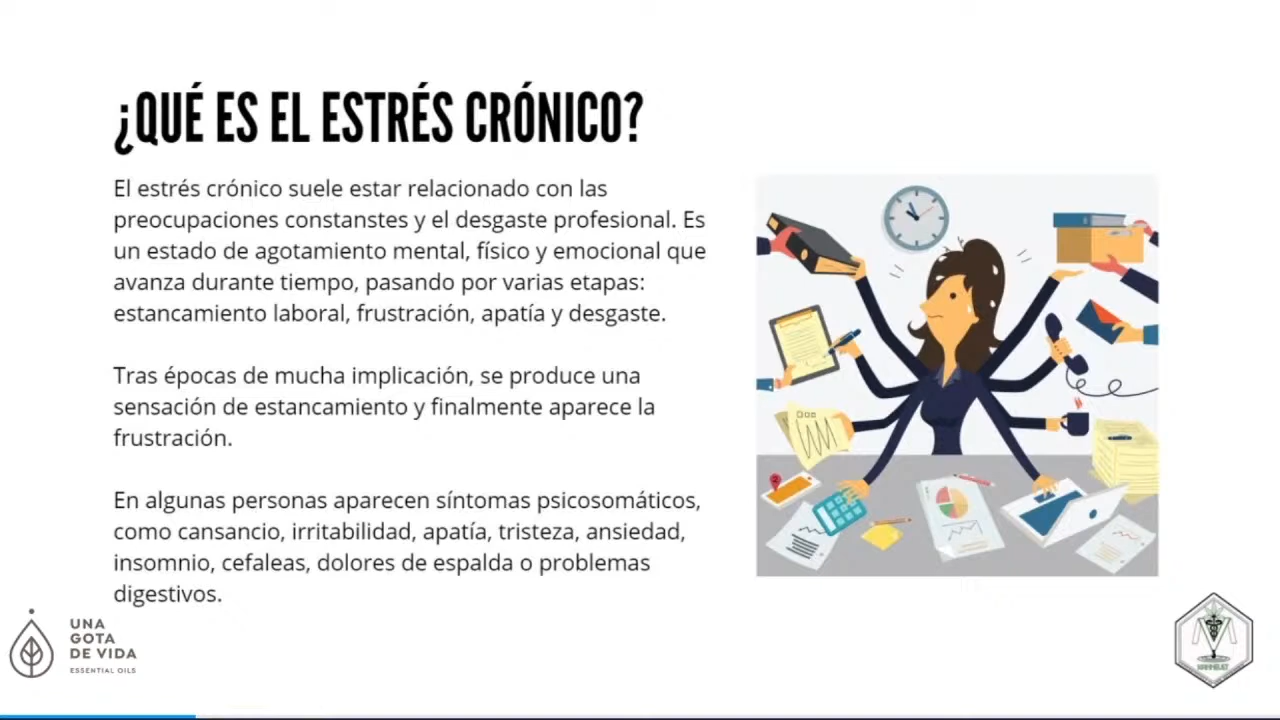 ¿QUÉ ES EL ESTRÉS CRÓNICO?
El estrés crónico suele estar relacionado con las
preocupaciones constanstes y el desgaste profesional. Es
un estado de agotamiento mental, físico y emocional que
avanza durante tiempo, pasando por varias etapas:
estancamiento laboral, frustración, apatía y desgaste.
Tras épocas de mucha implicación, se produce una
sensación de estancamiento y finalmente aparece la
frustración.
En algunas personas aparecen síntomas psicosomáticos,
como cansancio, irritabilidad, apatía, tristeza, ansiedad,
insomnio, cefaleas, dolores de espalda o problemas
digestivos.
Doc
2
UNA
GOTA
DE VIDA
ESSENTIAL OILS